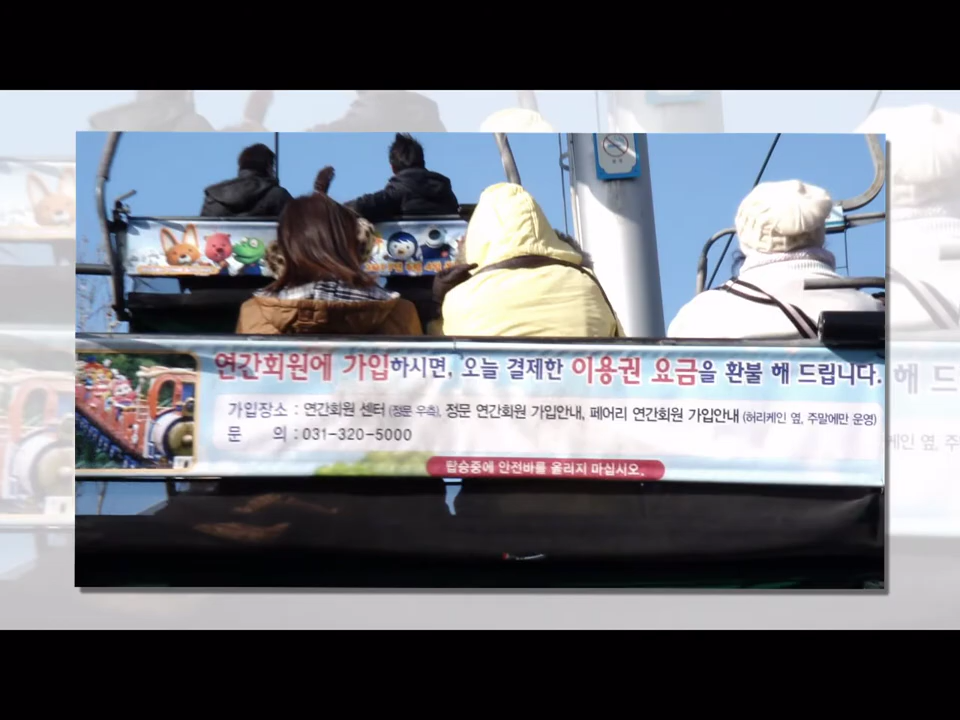 연간회원에 가입하시면, 오늘 결제한 이용권 요금을 환불 해 드립니다.
가입장소 : 연간회원 센터 (정문 우측), 정문 연간회원 가입안내, 페어리 연간회원 가입안내 (허리케인 옆, 주말에만 운영)
문 의 : 031-320-5000
탑승중에 안전바를 올리지 마십시오.